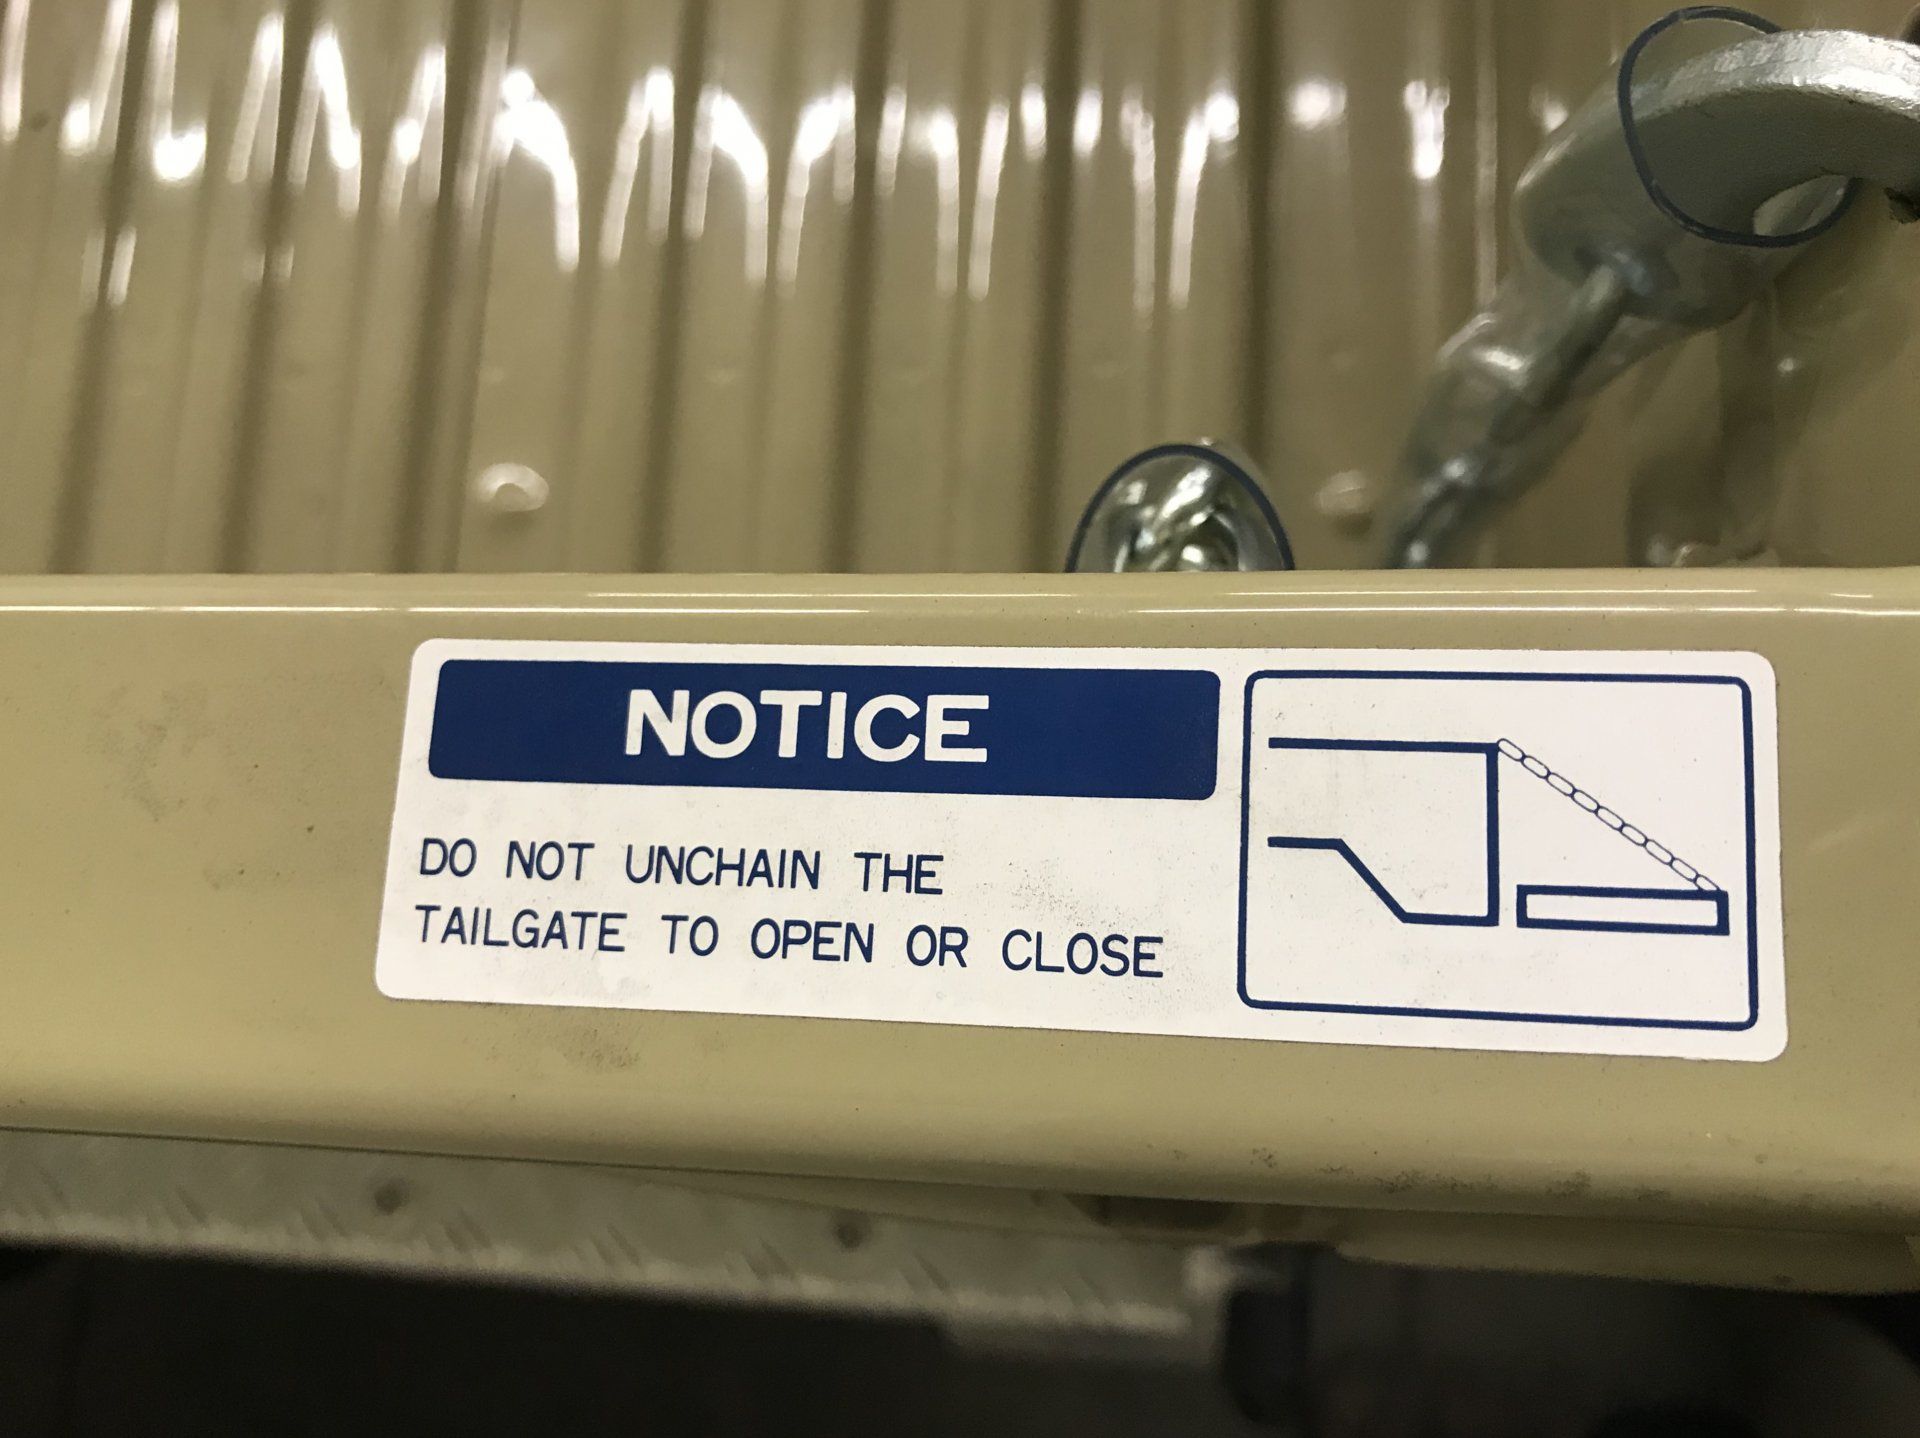 NOTICE
DO NOT UNCHAIN THE
TAILGATE TO OPEN OR CLOSE